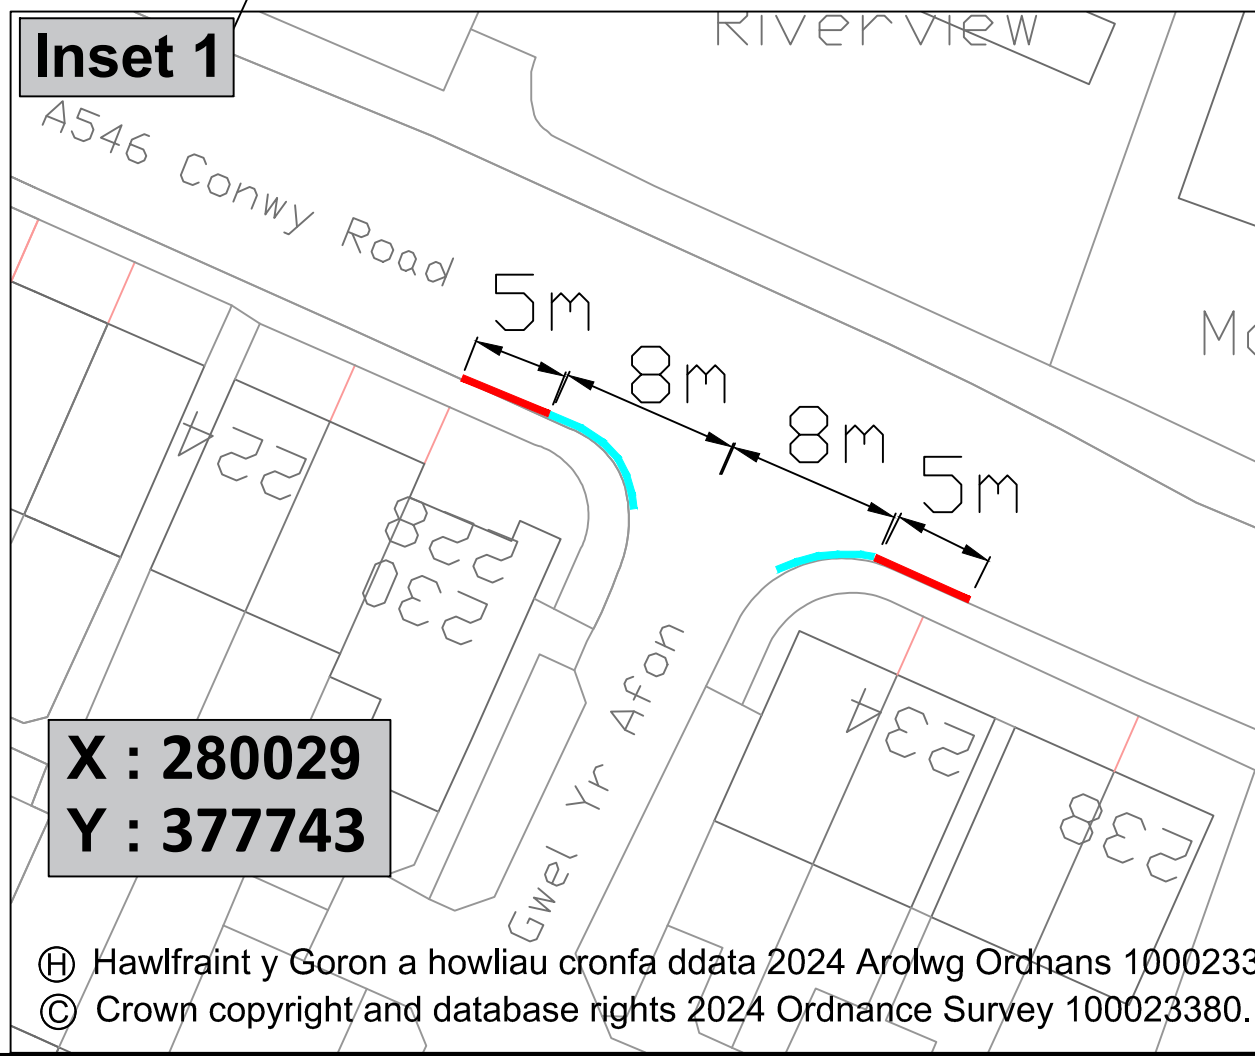 Inset 1
Riverview
A546 Conwy Road
5m
8m
8m
5m
224
228
230
234
238
Gwel Yr Afon
X : 280029
Y : 377743
Ⓗ Hawlfraint y Goron a howliau cronfa ddata 2024 Arolwg Ordnans 1000233
© Crown copyright and database rights 2024 Ordnance Survey 100023380.